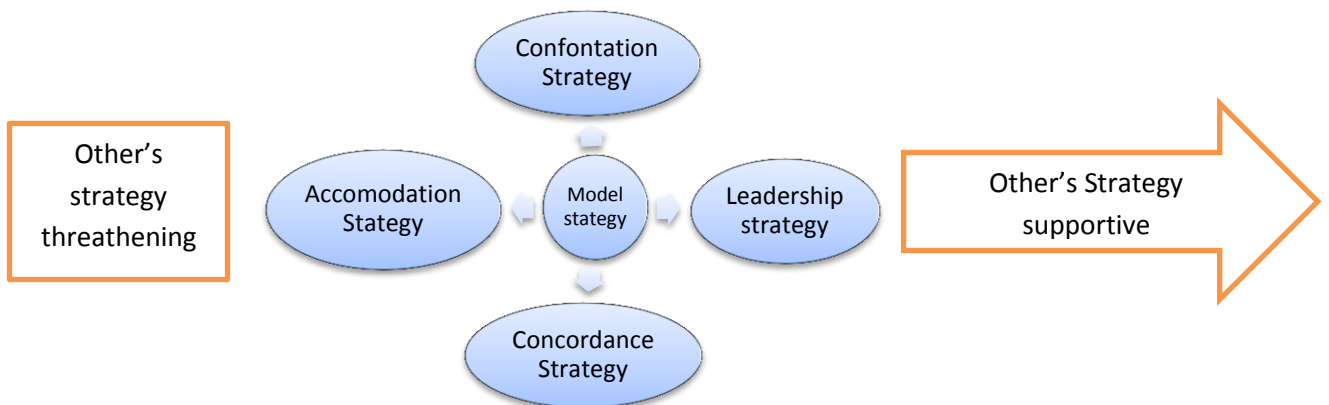 Confontation
Strategy
Other's
strategy
threathening
Accomodation
Stategy
Model
stategy
Leadership
strategy
Other's Strategy
supportive
Concordance
Strategy